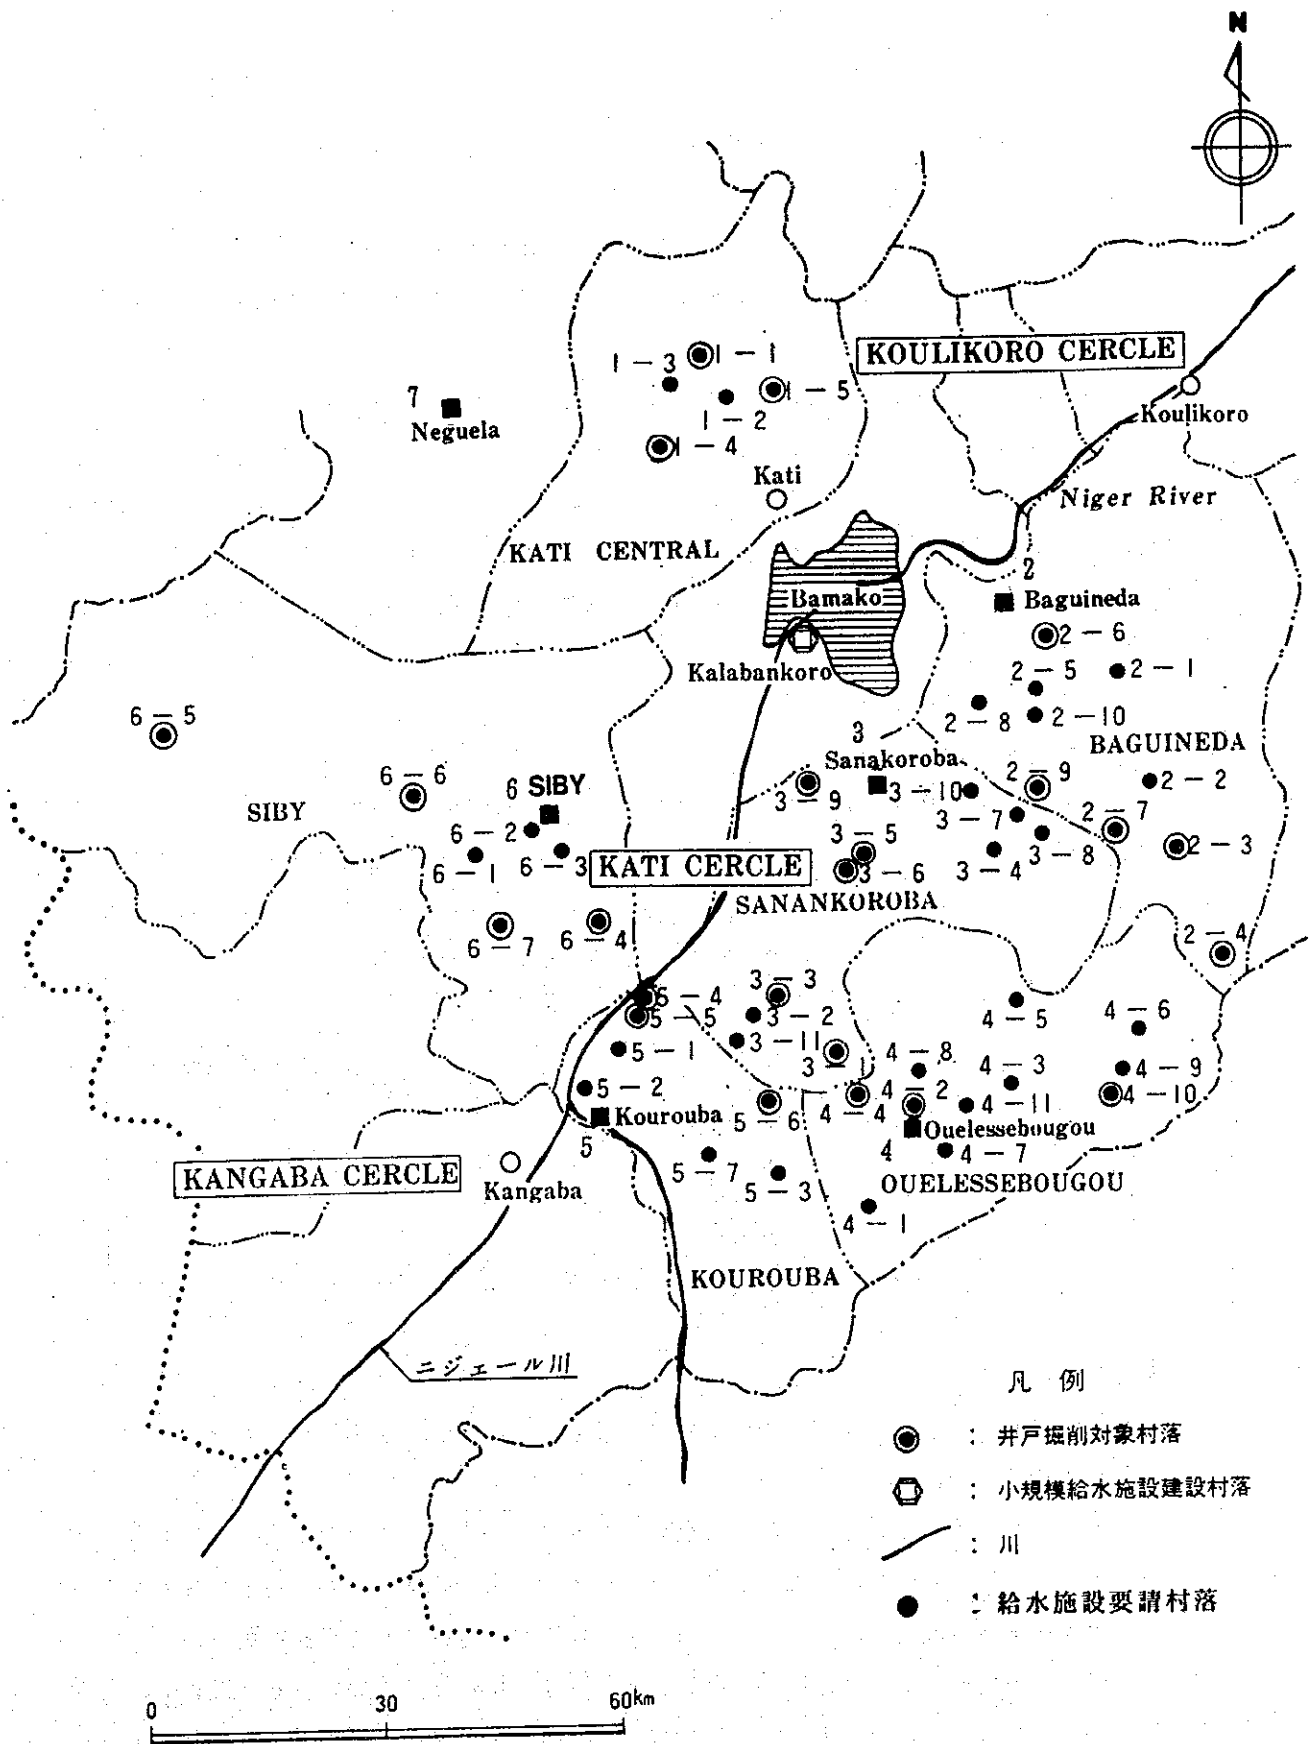 N
KOULIKORO CERCLE
1-3
1-1
1-5
1-2
1-4
Koulikoro
7
Neguela
Kati
Niger River
KATI CENTRAL
2
Bamako
Baguineda
2-6
Kalabankoro
2-5
2-1
2-8
2-10
BAGUINEDA
6-5
3
Sanakoroba
6-6
6 SIBY
3-9
3-10
2-9
2-2
SIBY
6-2
3-5
3-7
2-7
6-1
6-3
KATI CERCLE
3-6
3-4
3-8
2-3
SANANKOROBA
6-7
6-4
2-4
6-4
3-3
5-5
3-2
4-5
4-6
5-1
3-11
3-1
4-8
4-3
4-9
5-2
4-2
4-10
5-6
4-4
4-11
Kourouba
Ouelessebougou
5
4
4-7
KANGABA CERCLE
Kangaba
5-7
5-3
OUELESSEBOUGOU
4-1
KOUROUBA
ニジェール川
凡 例
: 井戸掘削対象村落
: 小規模給水施設建設村落
: 川
: 給水施設要請村落
0 30 60km